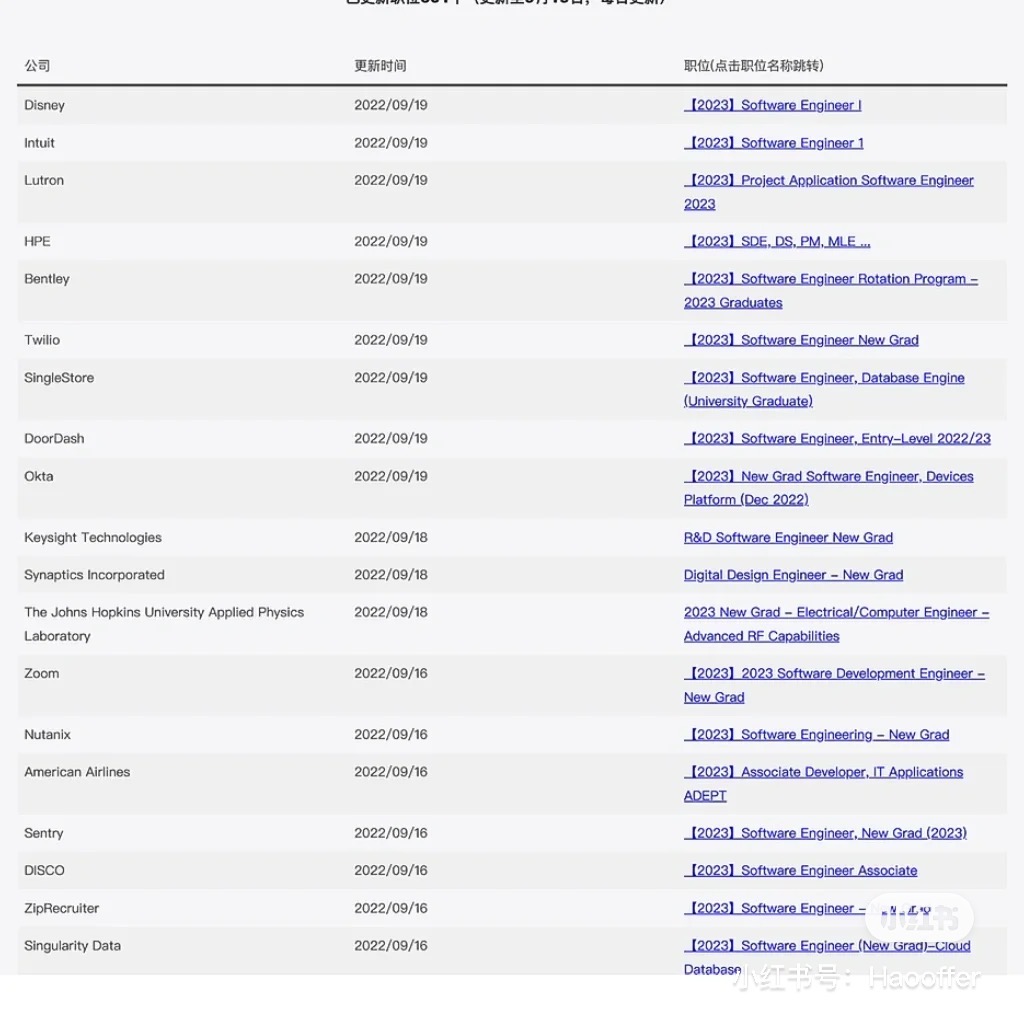 公司 更新时间 职位(点击职位名称跳转)
Disney 2022/09/19 【2023】Software Engineer I
Intuit 2022/09/19 【2023】Software Engineer 1
Lutron 2022/09/19 【2023】Project Application Software Engineer
2023
HPE 2022/09/19 【2023】SDE, DS, PM, MLE ...
Bentley 2022/09/19 【2023】Software Engineer Rotation Program –
2023 Graduates
Twilio 2022/09/19 【2023】Software Engineer New Grad
SingleStore 2022/09/19 【2023】Software Engineer, Database Engine
(University Graduate)
DoorDash 2022/09/19 【2023】Software Engineer, Entry–Level 2022/23
Okta 2022/09/19 【2023】New Grad Software Engineer, Devices
Platform (Dec 2022)
Keysight Technologies 2022/09/18 R&D Software Engineer New Grad
Synaptics Incorporated 2022/09/18 Digital Design Engineer – New Grad
The Johns Hopkins University Applied Physics 2022/09/18 2023 New Grad – Electrical/Computer Engineer –
Laboratory Advanced RF Capabilities
Zoom 2022/09/16 【2023】2023 Software Development Engineer –
New Grad
Nutanix 2022/09/16 【2023】Software Engineering – New Grad
American Airlines 2022/09/16 【2023】Associate Developer, IT Applications
ADEPT
Sentry 2022/09/16 【2023】Software Engineer, New Grad (2023)
DISCO 2022/09/16 【2023】Software Engineer Associate
ZipRecruiter 2022/09/16 【2023】Software Engineer –
小红书
Singularity Data 2022/09/16 【2023】Software Engineer (New Grad)–Cloud
Database
小红书号：Haooffer